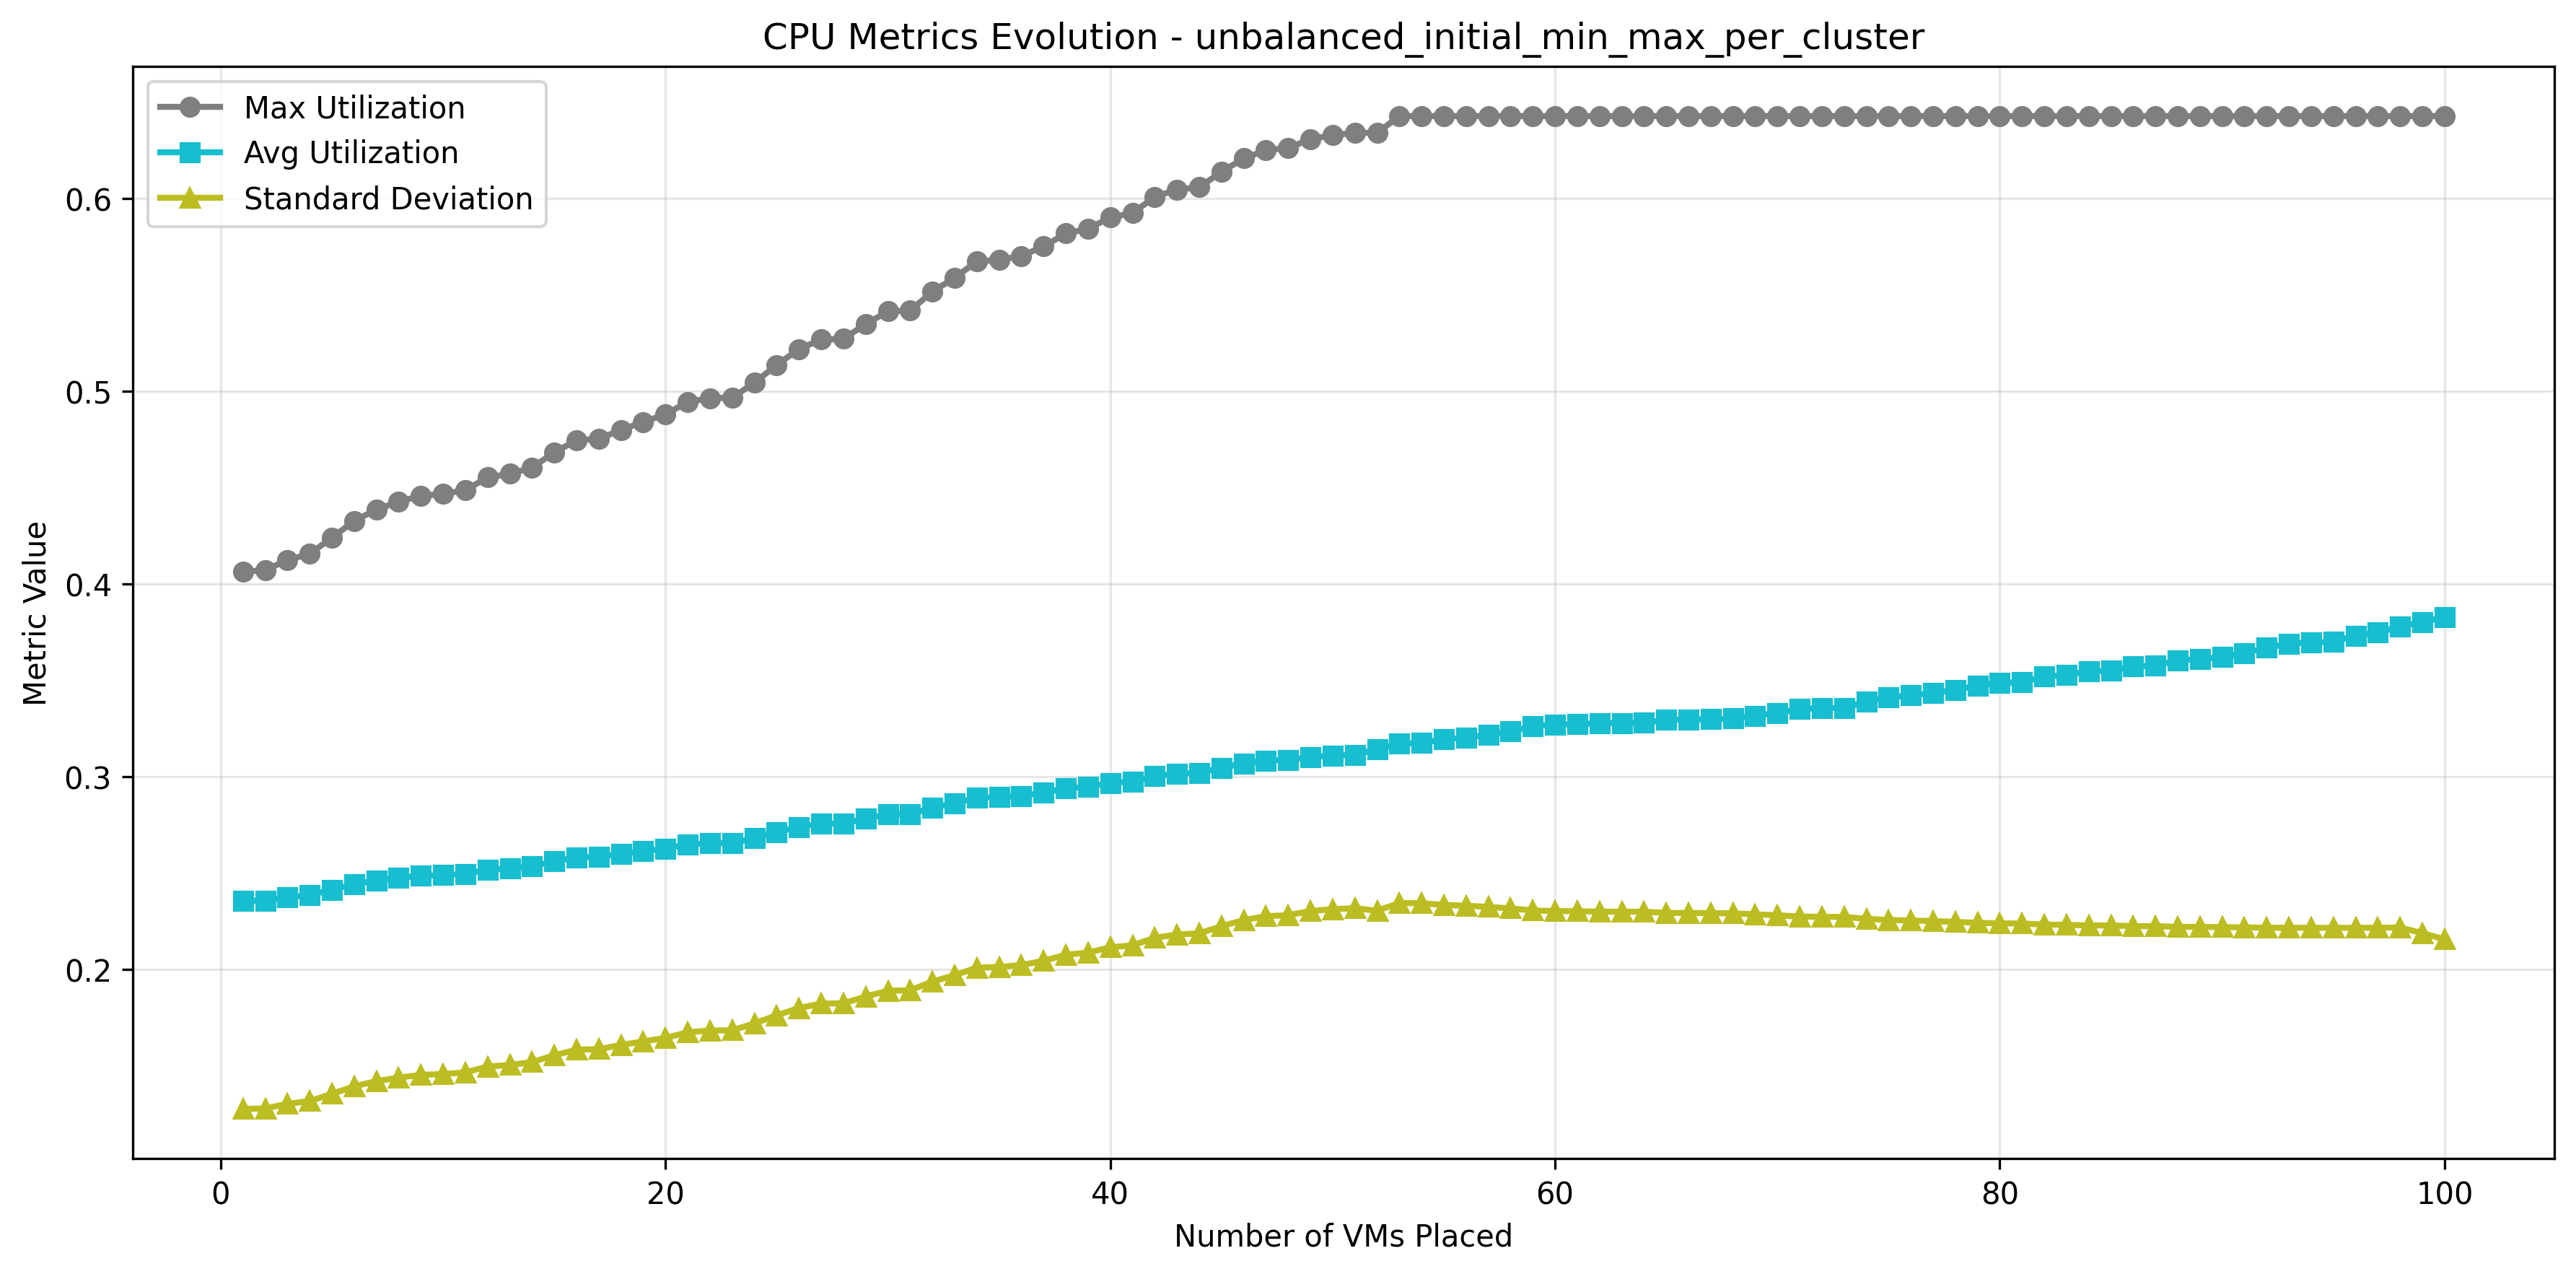 CPU Metrics Evolution - unbalanced_initial_min_max_per_cluster
Max Utilization
Avg Utilization
Standard Deviation
Metric Value
0.6
0.5
0.4
0.3
0.2
0
20
40
60
80
100
Number of VMs Placed